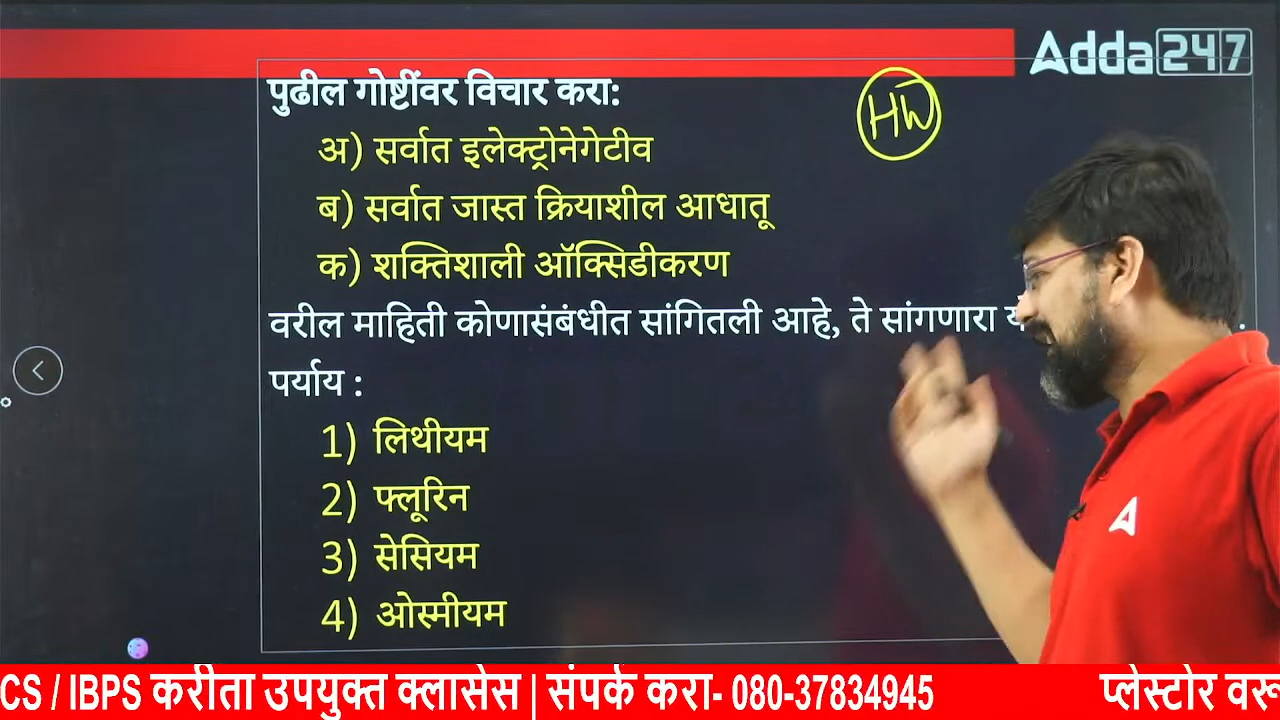 Adda247
पुढील गोष्टींवर विचार करा:
HW
अ) सर्वात इलेक्ट्रोनेगेटीव
ब) सर्वात जास्त क्रियाशील आधातू
क) शक्तिशाली ऑक्सिडीकरण
वरील माहिती कोणासंबंधीत सांगितली आहे, ते सांगणारा
पर्याय :
1) लिथीयम
2) फ्लूरिन
3) सेसियम
4) ओस्मीयम
CS / IBPS करीता उपयुक्त क्लासेस | संपर्क करा- 080-37834945 प्लेस्टोर